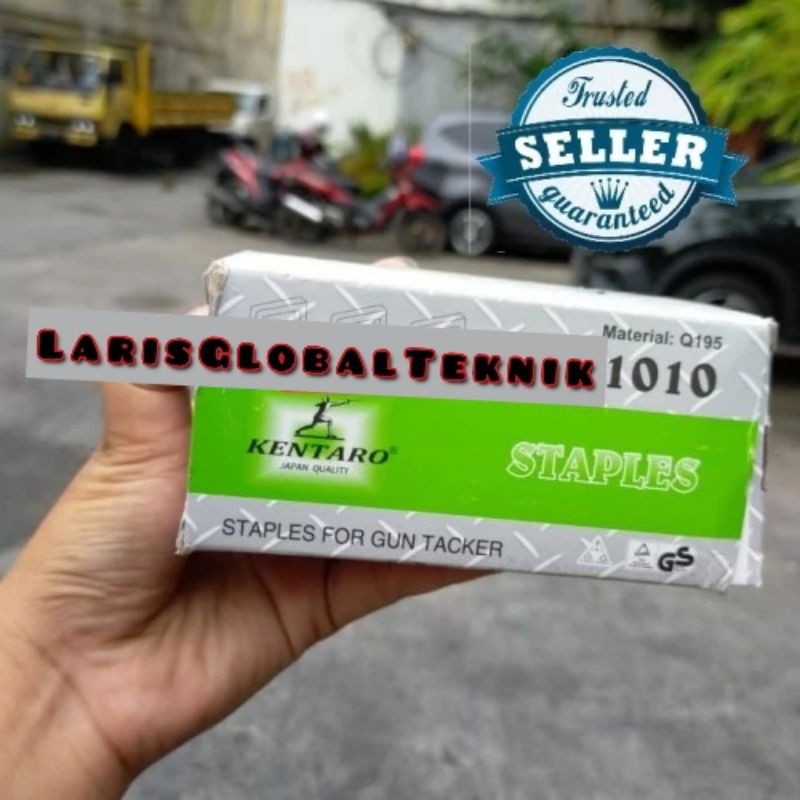 Trusted
SELLER
guaranteed
Material: Q195
LarisGlobalTeknik
1010
KENTARO®
JAPAN QUALITY
STAPLES
STAPLES FOR GUN TACKER
GS